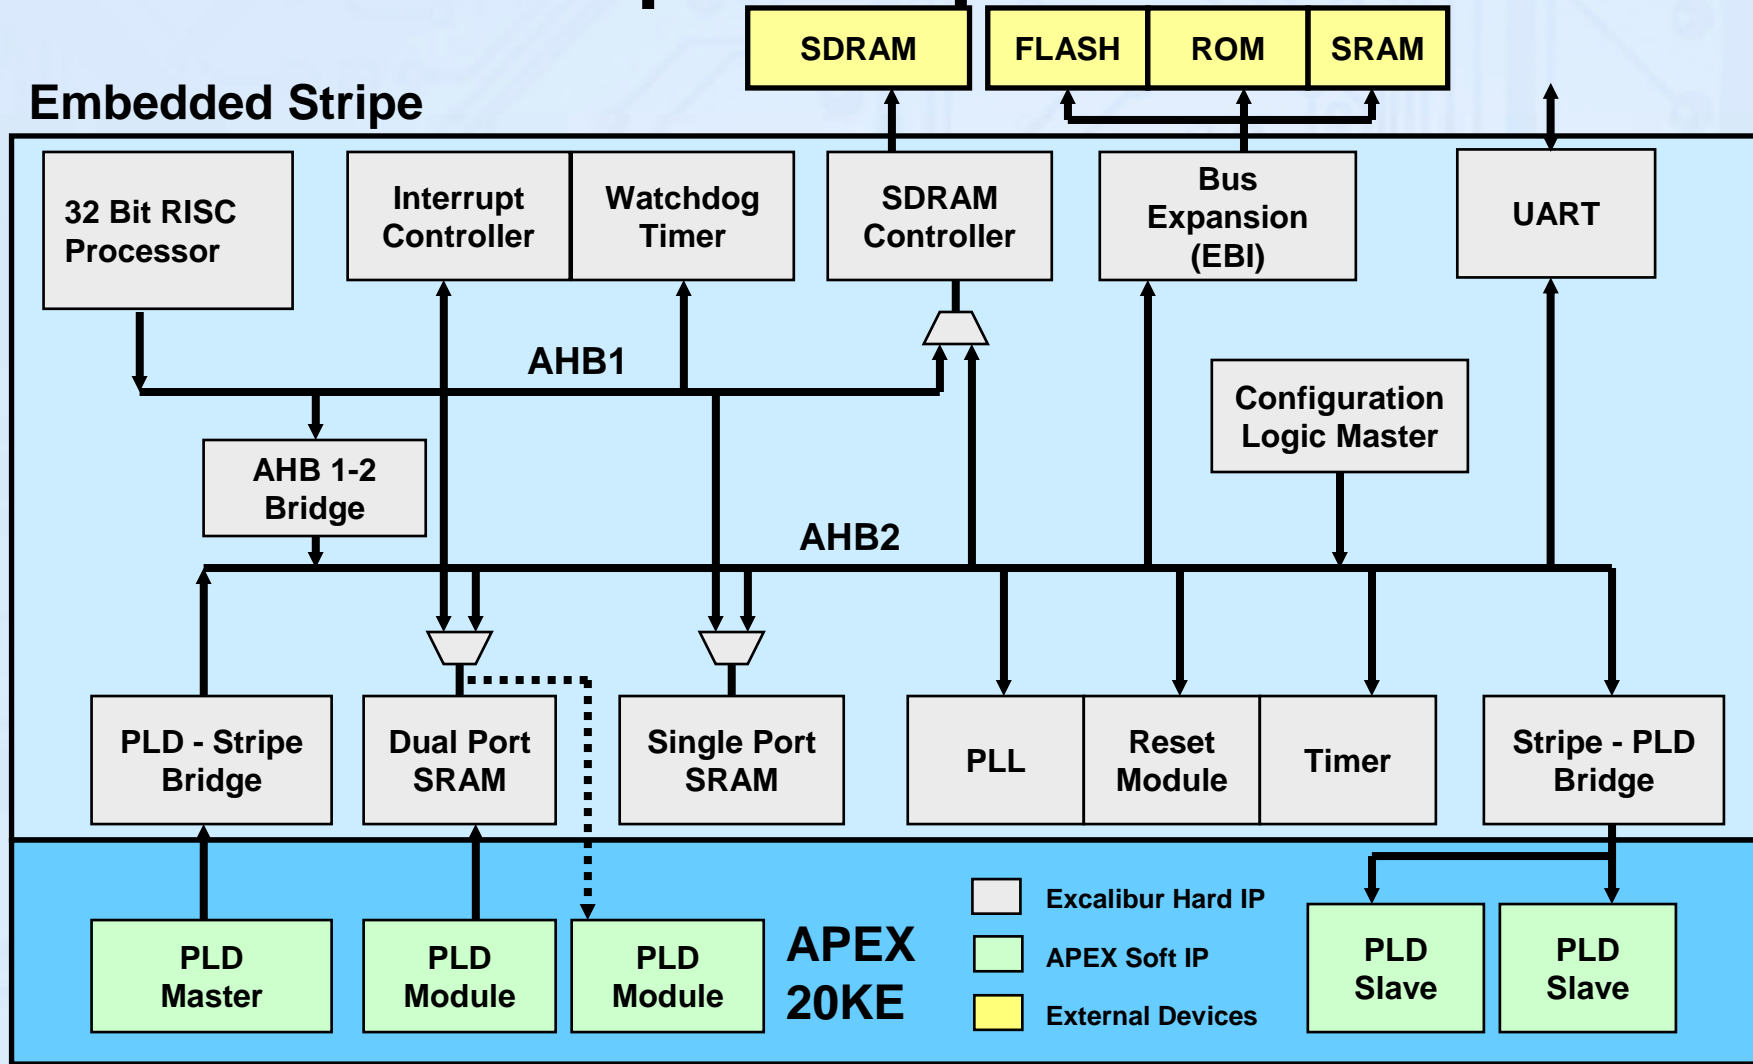 SDRAM
FLASH
ROM
SRAM
Embedded Stripe
32 Bit RISC
Processor
Interrupt
Controller
Watchdog
Timer
SDRAM
Controller
Bus
Expansion
(EBI)
UART
AHB1
Configuration
Logic Master
AHB 1-2
Bridge
AHB2
PLD - Stripe
Bridge
Dual Port
SRAM
Single Port
SRAM
PLL
Reset
Module
Timer
Stripe - PLD
Bridge
PLD
Master
PLD
Module
PLD
Module
APEX
20KE
Excalibur Hard IP
APEX Soft IP
External Devices
PLD
Slave
PLD
Slave